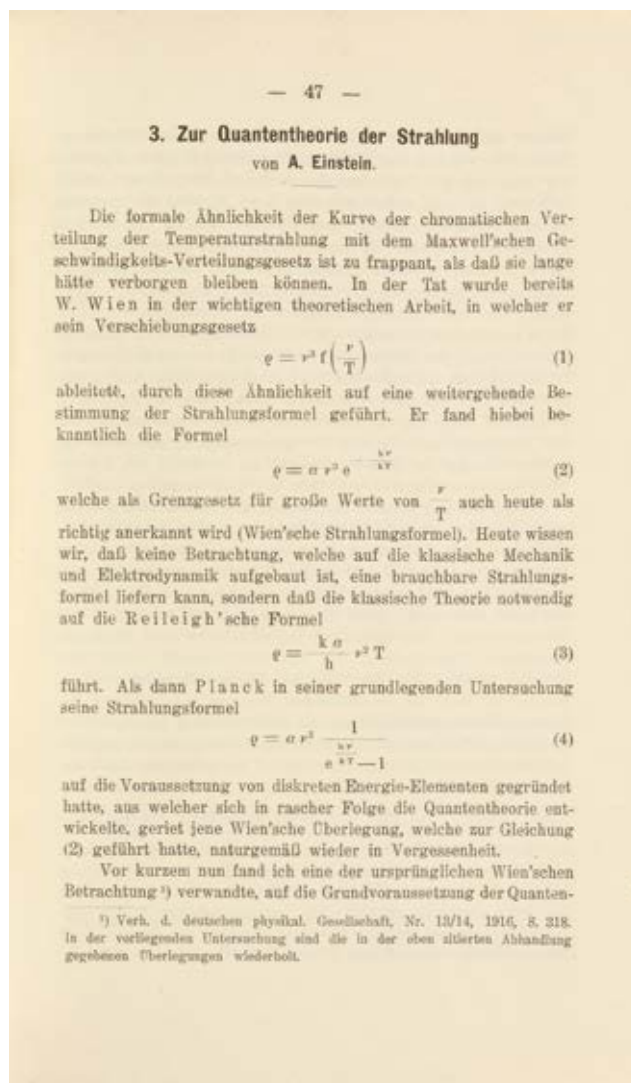 — 47 —
3. Zur Quantentheorie der Strahlung
von A. Einstein.
Die formale Ähnlichkeit der Kurve der chromatischen Ver-
teilung der Temperaturstrahlung mit dem Maxwell'schen Ge-
schwindigkeits-Verteilungsgesetz ist zu frappant, als daß sie lange
hätte verborgen bleiben können. In der Tat wurde bereits
W. Wien in der wichtigen theoretischen Arbeit, in welcher er
sein Verschiebungsgesetz
ϱ = ν³ f(ν/T) (1)
ableitete, durch diese Ähnlichkeit auf eine weitergehende Be-
stimmung der Strahlungsformel geführt. Er fand hiebei be-
kanntlich die Formel
ϱ = α ν³ e^(−hν/kT) (2)
welche als Grenzgesetz für große Werte von ν/T auch heute als
richtig anerkannt wird (Wien'sche Strahlungsformel). Heute wissen
wir, daß keine Betrachtung, welche auf die klassische Mechanik
und Elektrodynamik aufgebaut ist, eine brauchbare Strahlungs-
formel liefern kann, sondern daß die klassische Theorie notwendig
auf die Reileigh'sche Formel
ϱ = kα/h ν² T (3)
führt. Als dann Planck in seiner grundlegenden Untersuchung
seine Strahlungsformel
ϱ = α ν³ 1/(e^(hν/kT) — 1) (4)
auf die Voraussetzung von diskreten Energie-Elementen gegründet
hatte, aus welcher sich in rascher Folge die Quantentheorie ent-
wickelte, geriet jene Wien'sche Überlegung, welche zur Gleichung
(2) geführt hatte, naturgemäß wieder in Vergessenheit.
Vor kurzem nun fand ich eine der ursprünglichen Wien'schen
Betrachtung ¹) verwandte, auf die Grundvoraussetzung der Quanten-
¹) Verh. d. deutschen physikal. Gesellschaft, Nr. 13/14, 1916, S. 318.
In der vorliegenden Untersuchung sind die in der eben zitierten Abhandlung
gegebenen Überlegungen wiederholt.